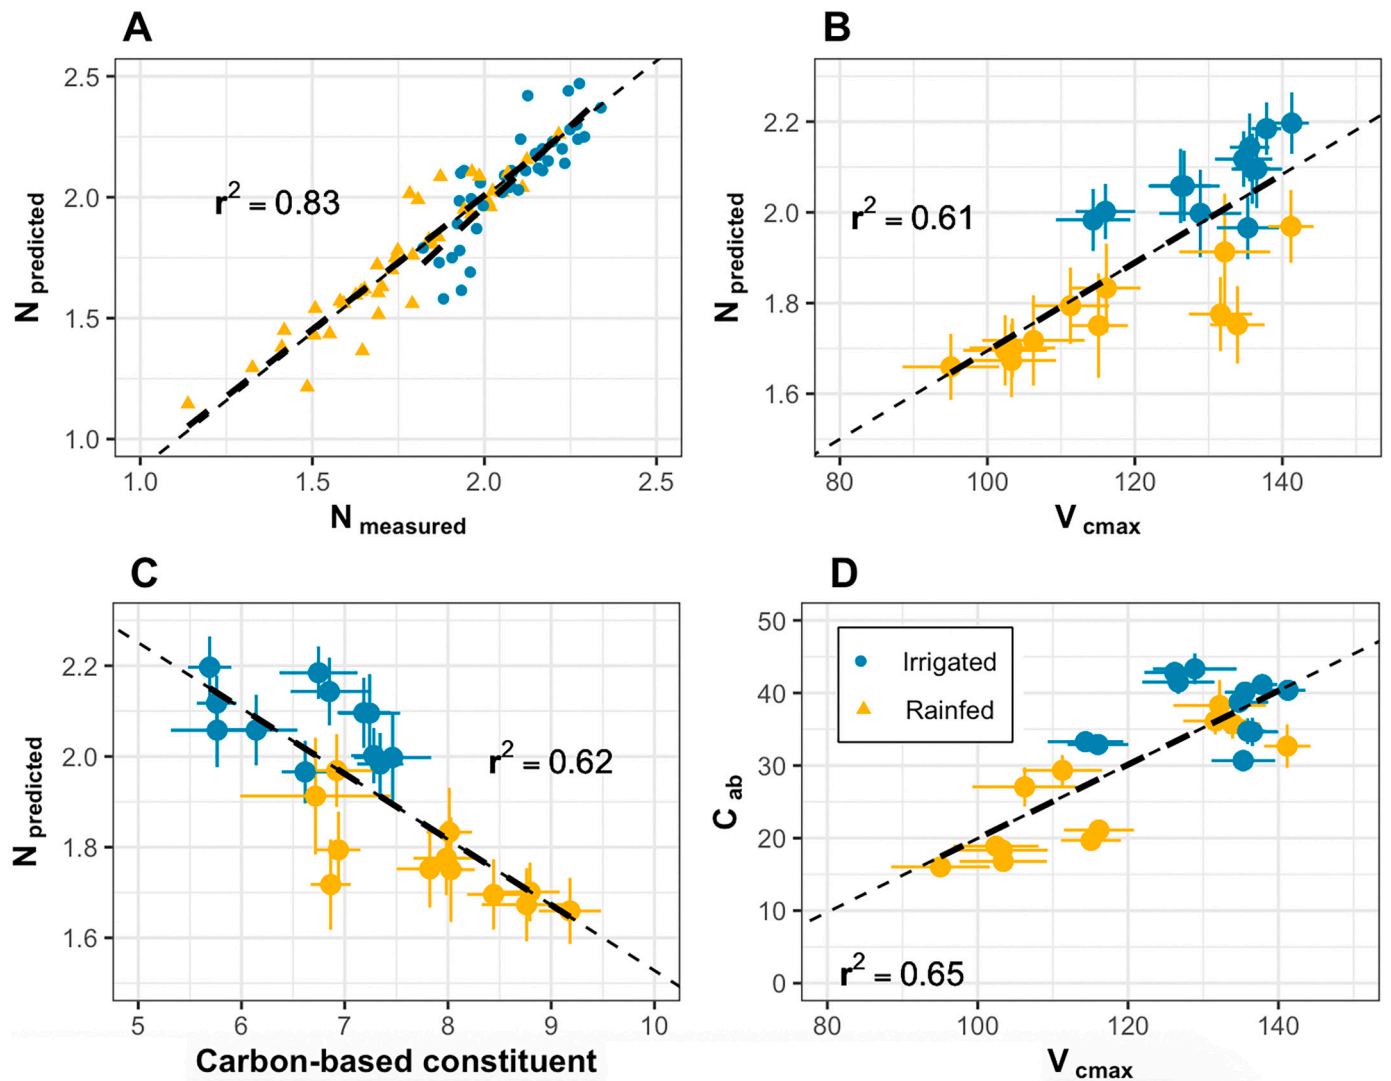 A
2.5
2.0
1.5
1.0
N predicted
r² = 0.83
1.0 1.5 2.0 2.5
N measured
B
2.2
2.0
1.8
1.6
N predicted
r² = 0.61
80 100 120 140
V cmax
C
2.2
2.0
1.8
1.6
N predicted
r² = 0.62
5 6 7 8 9 10
Carbon-based constituent
D
50
40
30
20
10
0
C ab
Irrigated
Rainfed
r² = 0.65
80 100 120 140
V cmax